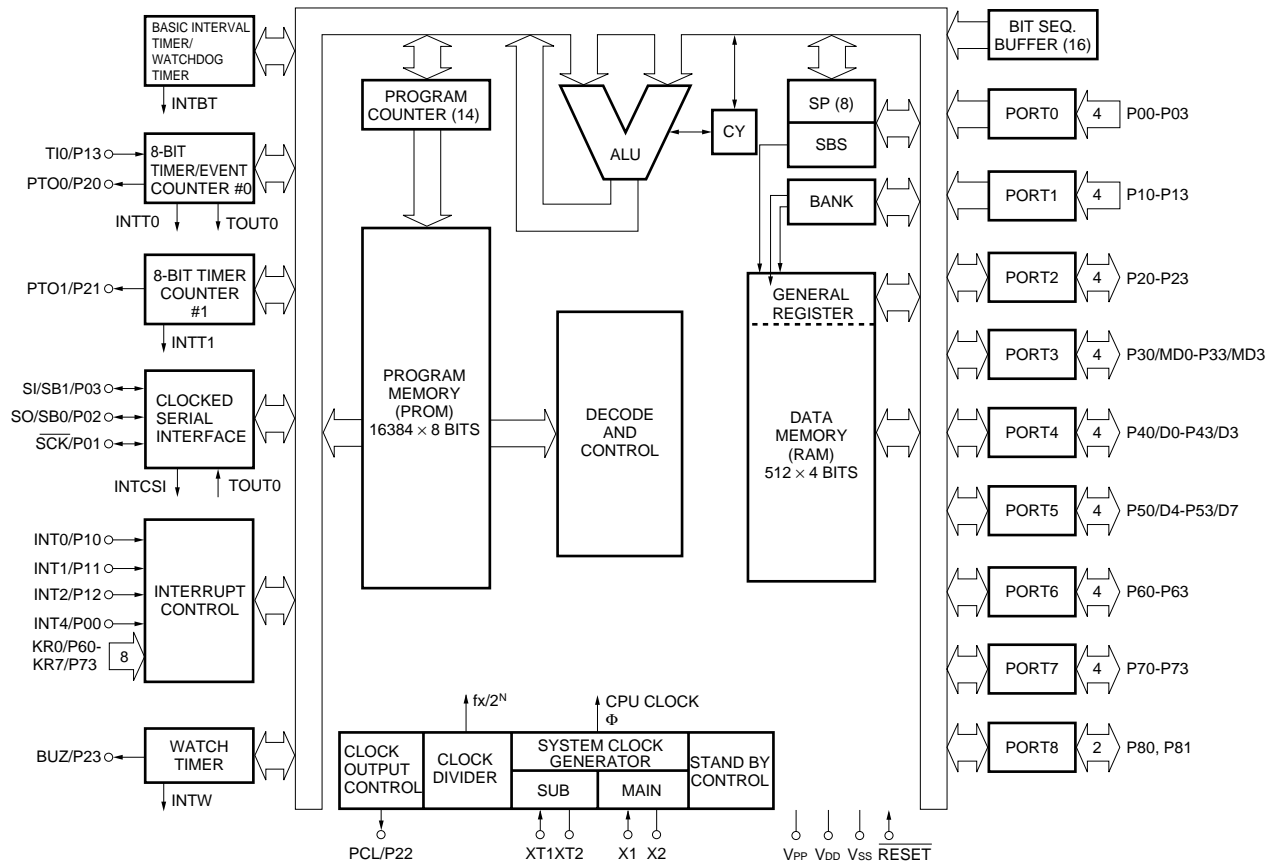 BASIC INTERVAL
TIMER/
WATCHDOG
TIMER
INTBT
TI0/P13
PTO0/P20
8-BIT
TIMER/EVENT
COUNTER #0
INTT0
TOUT0
PTO1/P21
8-BIT TIMER
COUNTER
#1
INTT1
SI/SB1/P03
SO/SB0/P02
SCK/P01
CLOCKED
SERIAL
INTERFACE
INTCSI
TOUT0
INT0/P10
INT1/P11
INT2/P12
INT4/P00
KR0/P60-
KR7/P73
8
INTERRUPT
CONTROL
BUZ/P23
WATCH
TIMER
INTW
PROGRAM
COUNTER (14)
ALU
CY
SP (8)
SBS
BANK
PROGRAM
MEMORY
(PROM)
16384 × 8 BITS
DECODE
AND
CONTROL
GENERAL
REGISTER
DATA
MEMORY
(RAM)
512 × 4 BITS
fx/2N
CPU CLOCK
Φ
CLOCK
OUTPUT
CONTROL
CLOCK
DIVIDER
SYSTEM CLOCK
GENERATOR
SUB
MAIN
STAND BY
CONTROL
PCL/P22
XT1 XT2
X1 X2
VPP VDD VSS RESET
BIT SEQ.
BUFFER (16)
PORT0 4 P00-P03
PORT1 4 P10-P13
PORT2 4 P20-P23
PORT3 4 P30/MD0-P33/MD3
PORT4 4 P40/D0-P43/D3
PORT5 4 P50/D4-P53/D7
PORT6 4 P60-P63
PORT7 4 P70-P73
PORT8 2 P80, P81